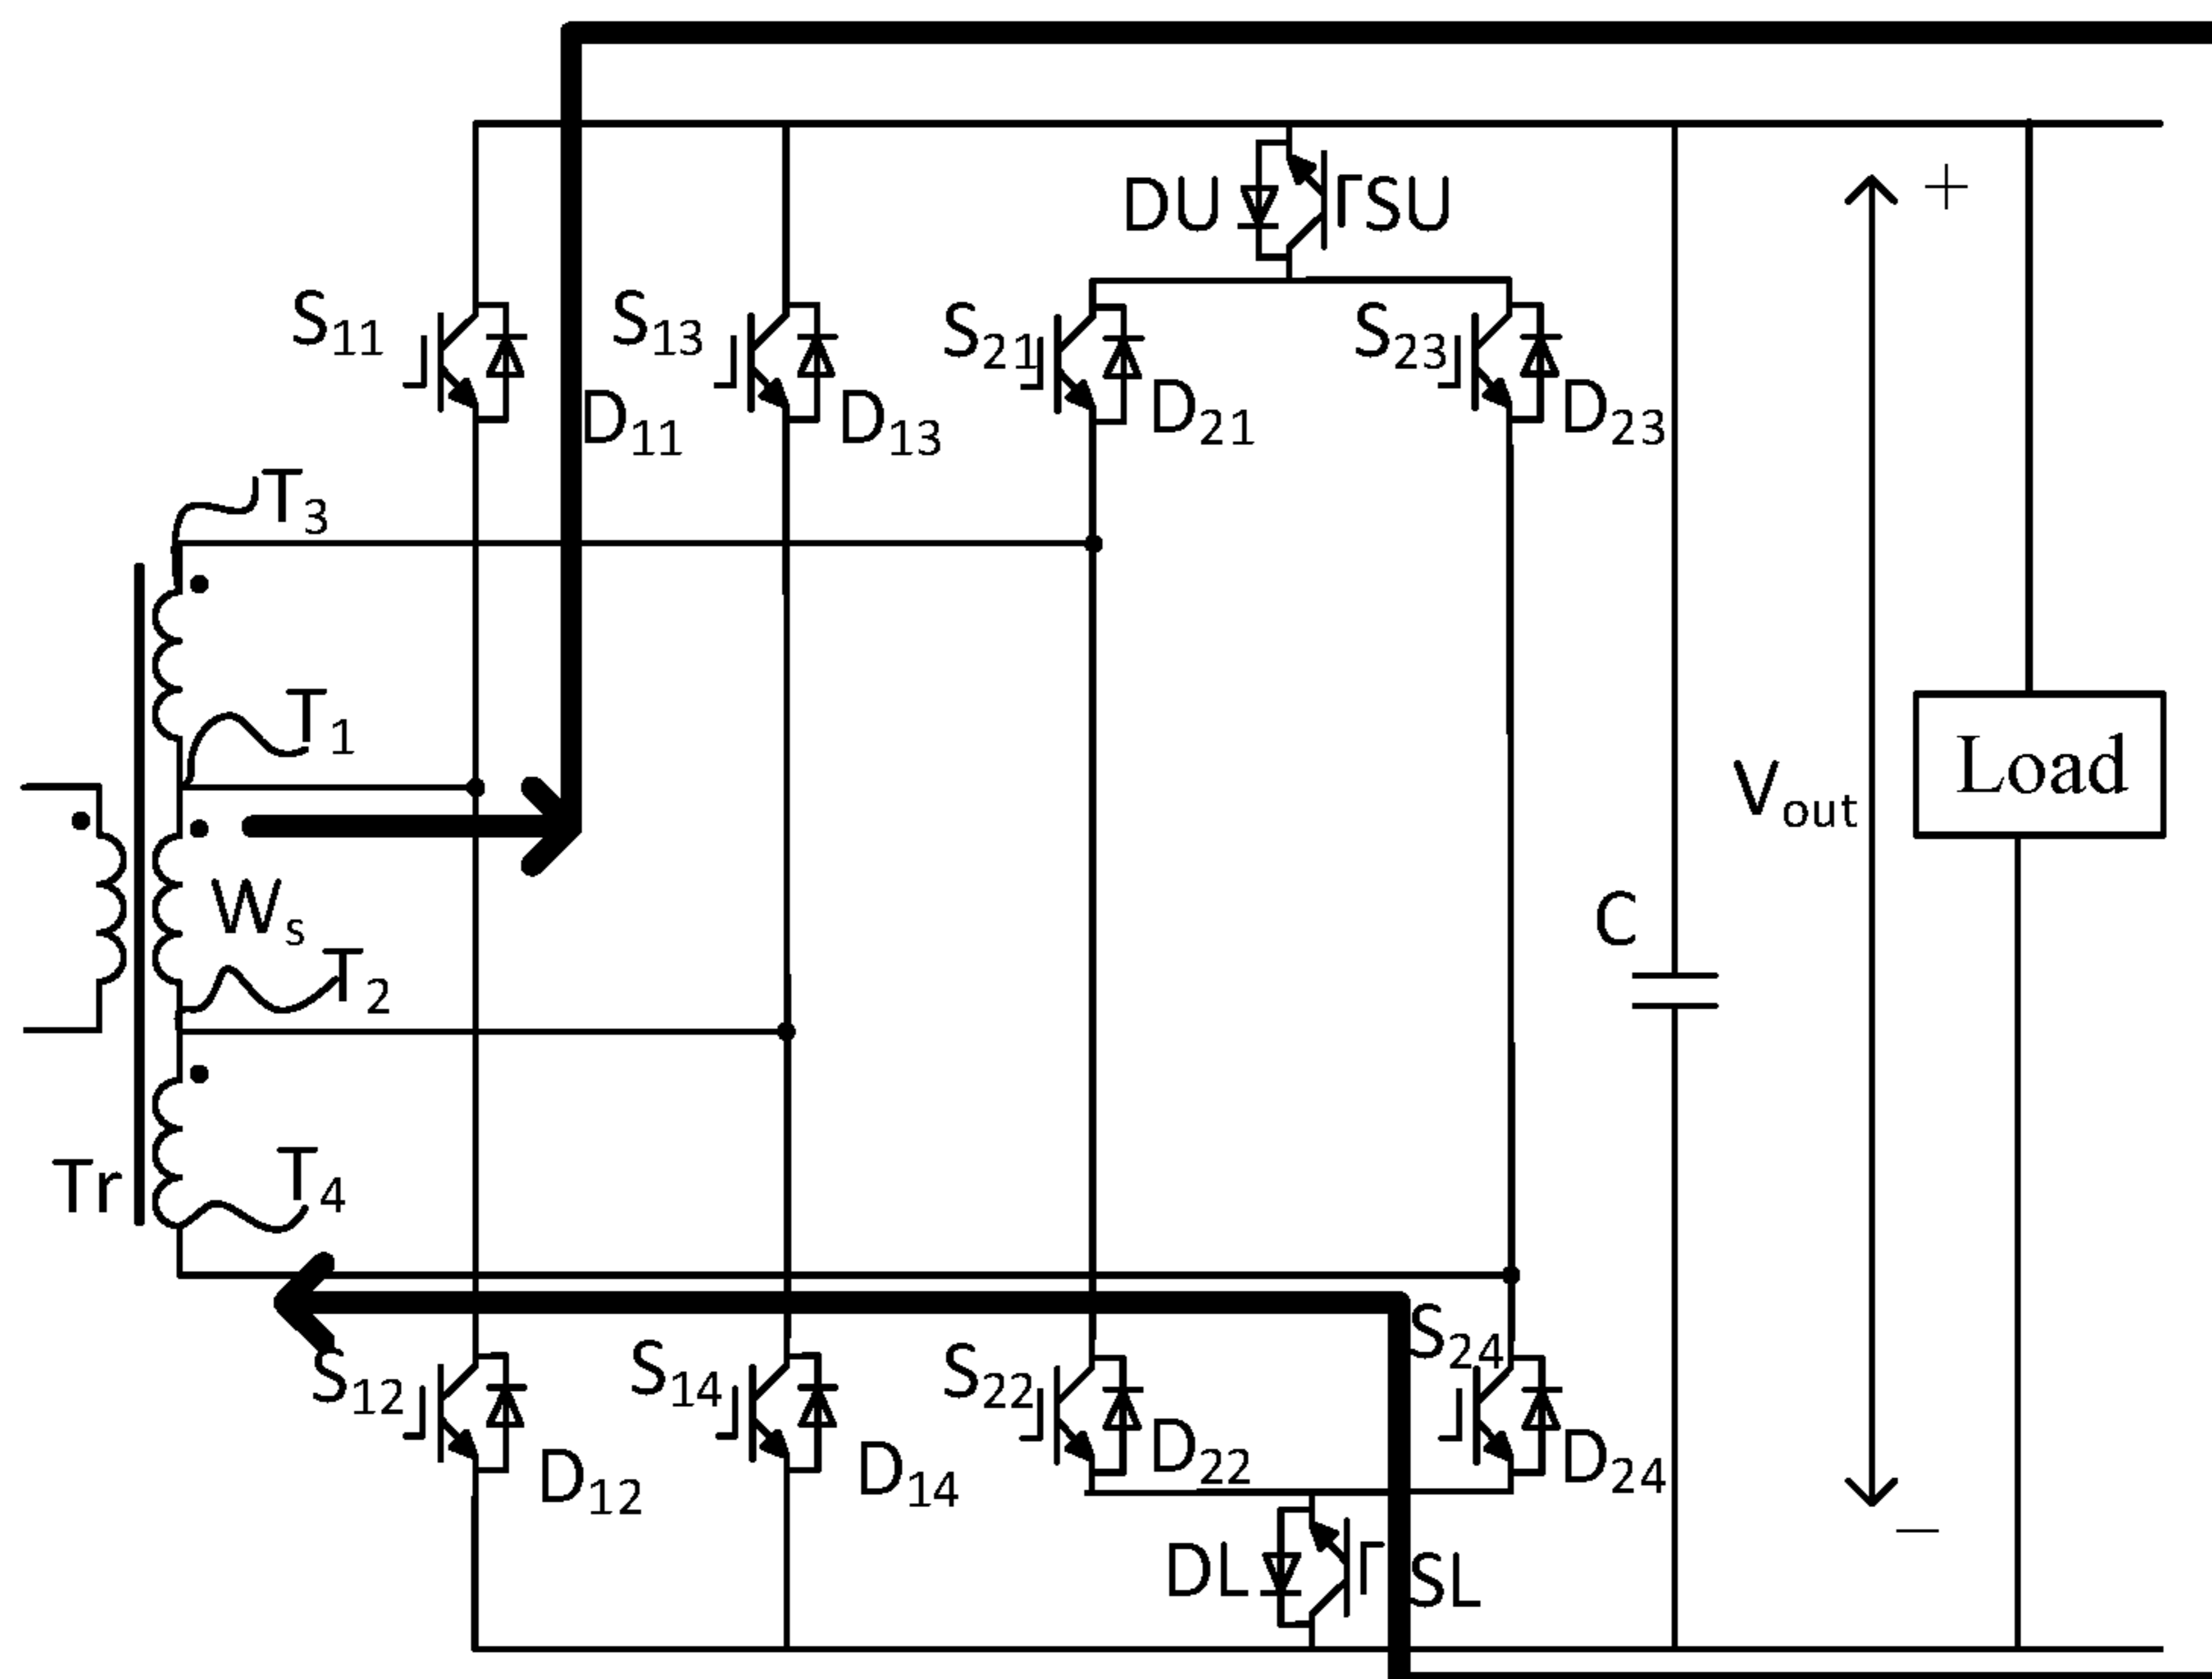 DU
SU
+
S₁₁
S₁₃
S₂₁
S₂₃
D₁₁
D₁₃
D₂₁
D₂₃
T₃
T₁
V_out
Load
Wₛ
C
T₂
Tr
T₄
S₁₂
S₁₄
S₂₂
S₂₄
D₁₂
D₁₄
D₂₂
D₂₄
−
DL
SL